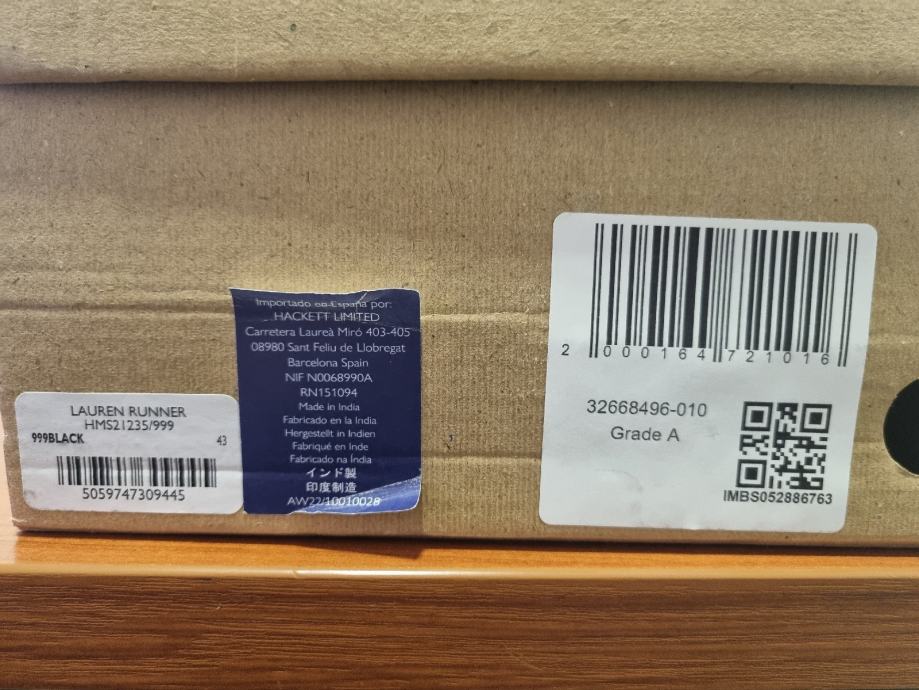 LAUREN RUNNER
HMS21235/999
999BLACK 43
5059747309445
Importado en España por:
HACKETT LIMITED
Carretera Laureà Miró 403-405
08980 Sant Feliu de Llobregat
Barcelona Spain
NIF N0068990A
RN151094
Made in India
Fabricado en la India
Hergestellt in Indien
Fabriqué en Inde
Fabricado na Índia
インド製
印度制造
AW22/10010028
2 000164 721016
32668496-010
Grade A
IMBS052886763